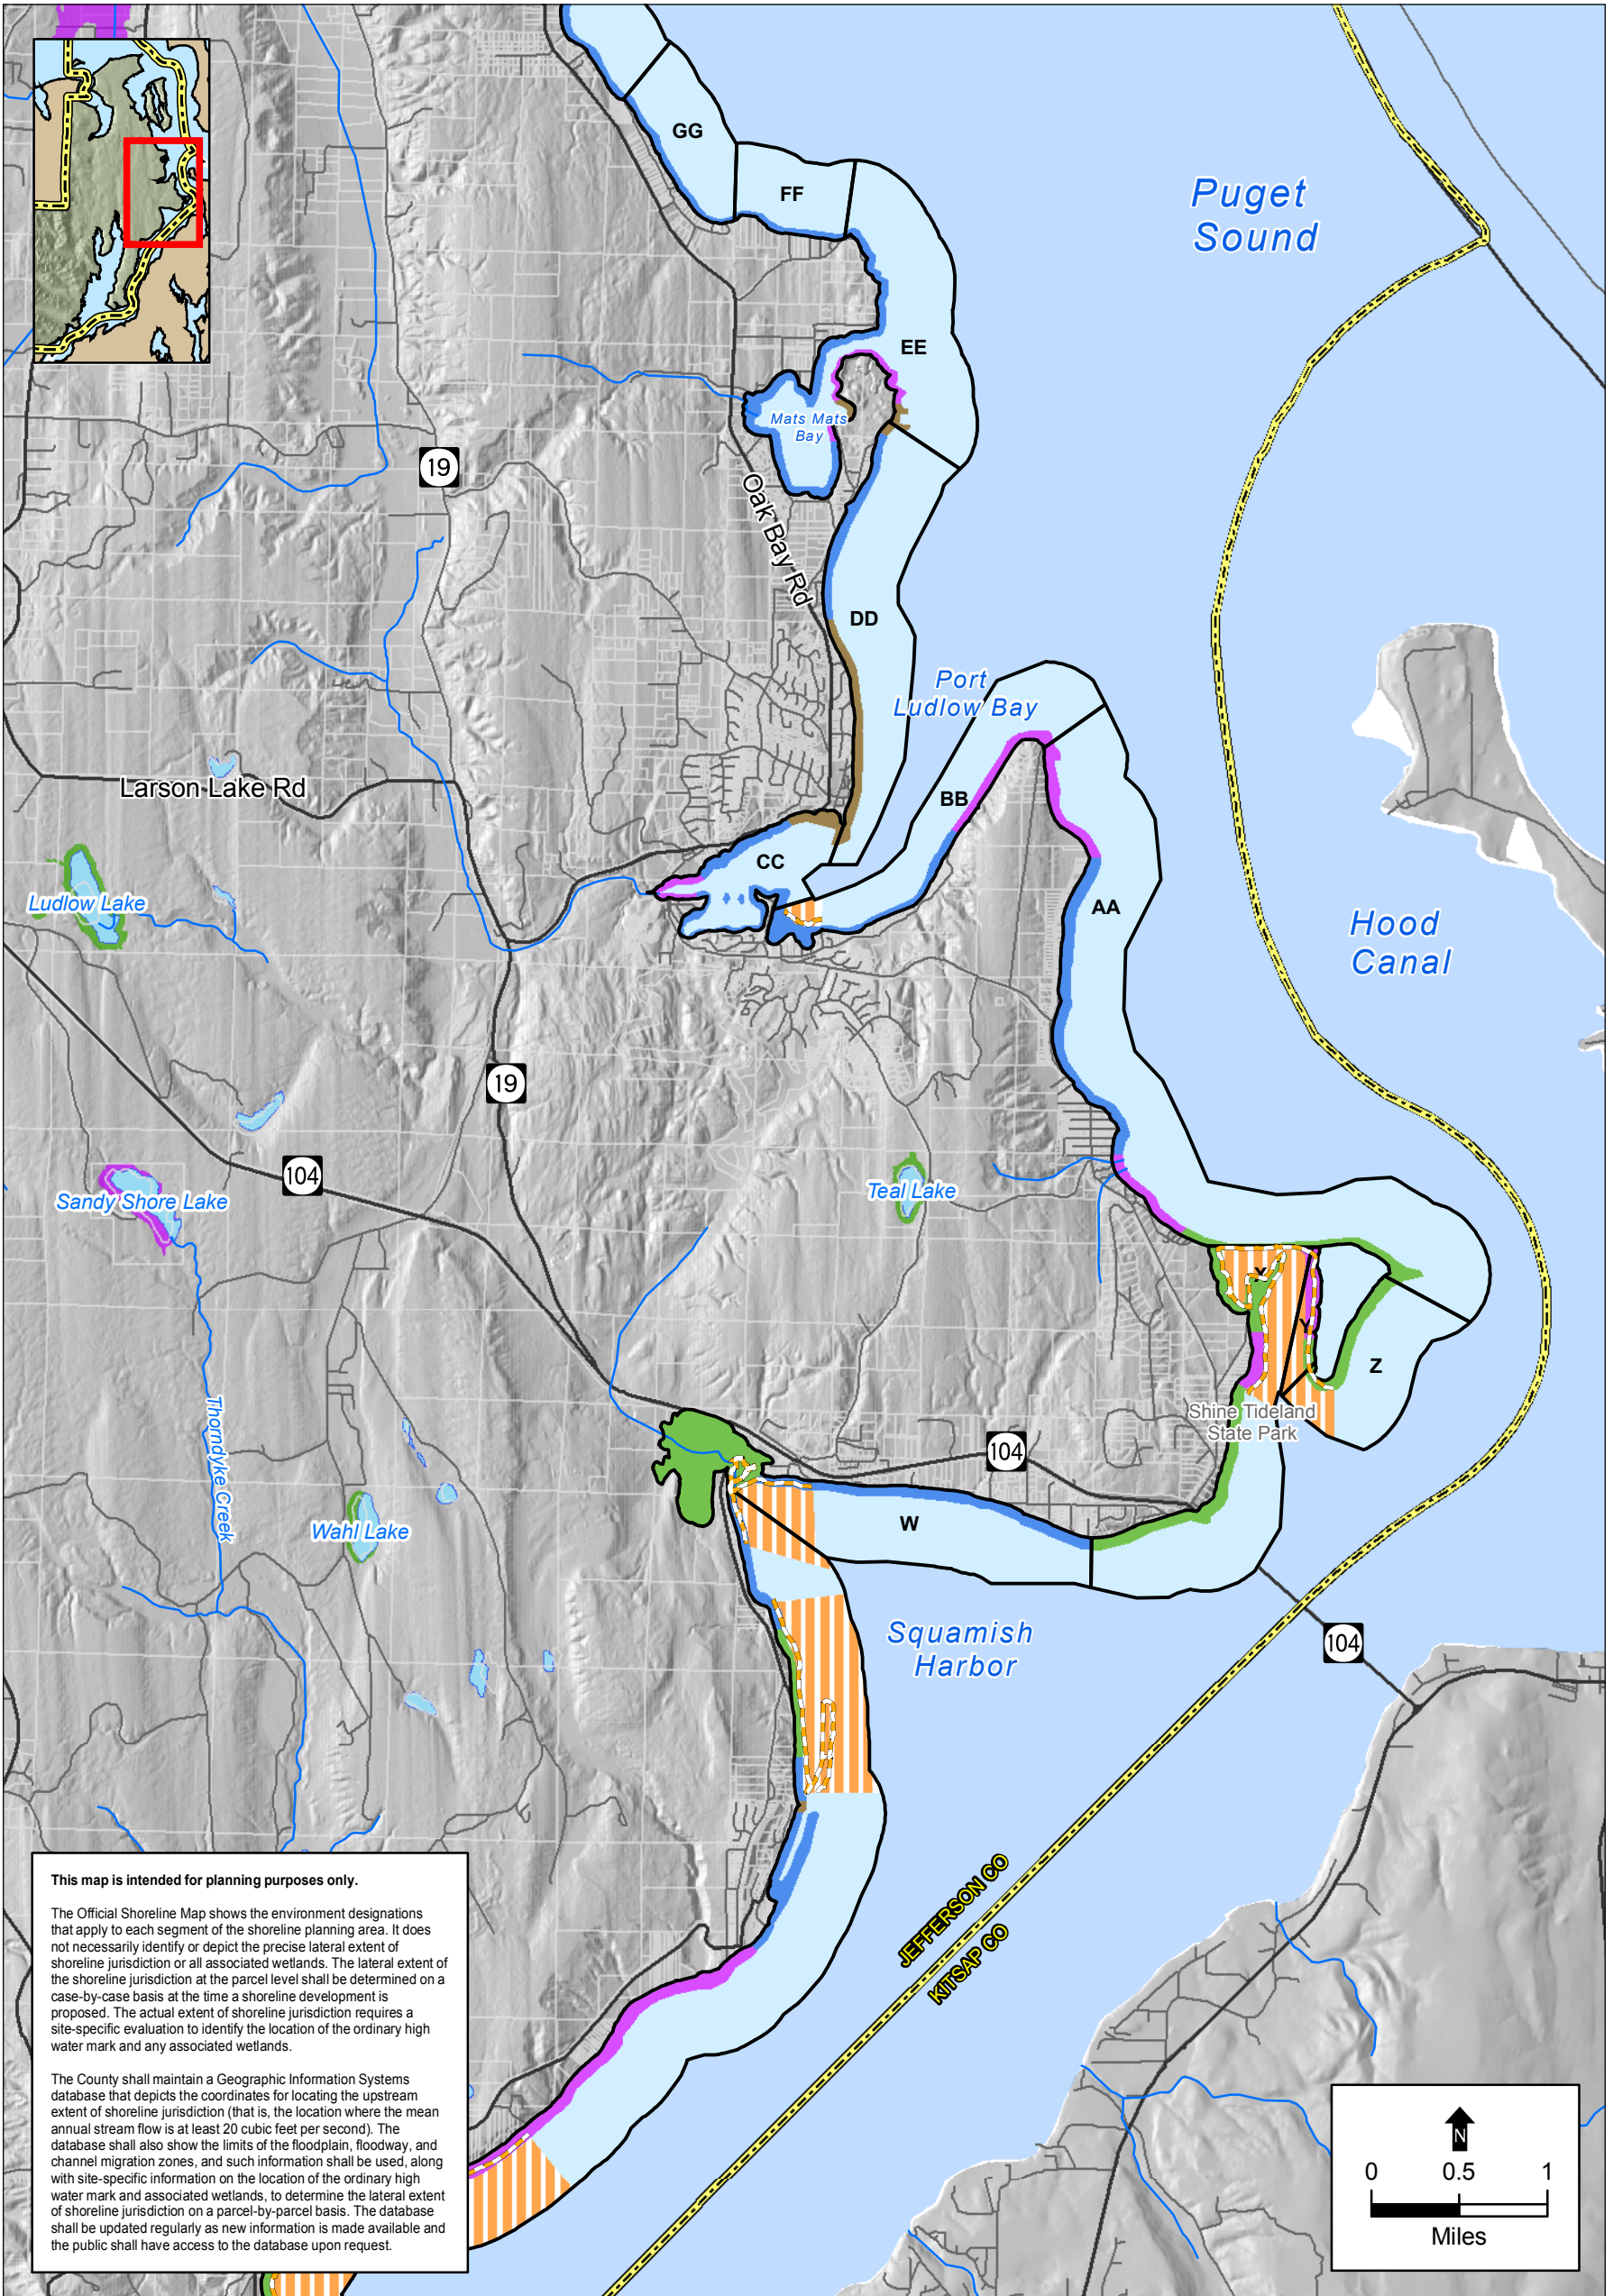 GG
FF
Puget
Sound
EE
Mats Mats
Bay
19
Oak Bay Rd
DD
Port
Ludlow Bay
Larson Lake Rd
BB
CC
Ludlow Lake
AA
Hood
Canal
19
104
Sandy Shore Lake
Teal Lake
X
Y
Z
Shine Tideland
State Park
Thorndyke Creek
104
Wahl Lake
W
Squamish
Harbor
104
JEFFERSON CO
KITSAP CO
This map is intended for planning purposes only.
The Official Shoreline Map shows the environment designations
that apply to each segment of the shoreline planning area. It does
not necessarily identify or depict the precise lateral extent of
shoreline jurisdiction or all associated wetlands. The lateral extent of
the shoreline jurisdiction at the parcel level shall be determined on a
case-by-case basis at the time a shoreline development is
proposed. The actual extent of shoreline jurisdiction requires a
site-specific evaluation to identify the location of the ordinary high
water mark and any associated wetlands.
The County shall maintain a Geographic Information Systems
database that depicts the coordinates for locating the upstream
extent of shoreline jurisdiction (that is, the location where the mean
annual stream flow is at least 20 cubic feet per second). The
database shall also show the limits of the floodplain, floodway, and
channel migration zones, and such information shall be used, along
with site-specific information on the location of the ordinary high
water mark and associated wetlands, to determine the lateral extent
of shoreline jurisdiction on a parcel-by-parcel basis. The database
shall be updated regularly as new information is made available and
the public shall have access to the database upon request.
N
0 0.5 1
Miles